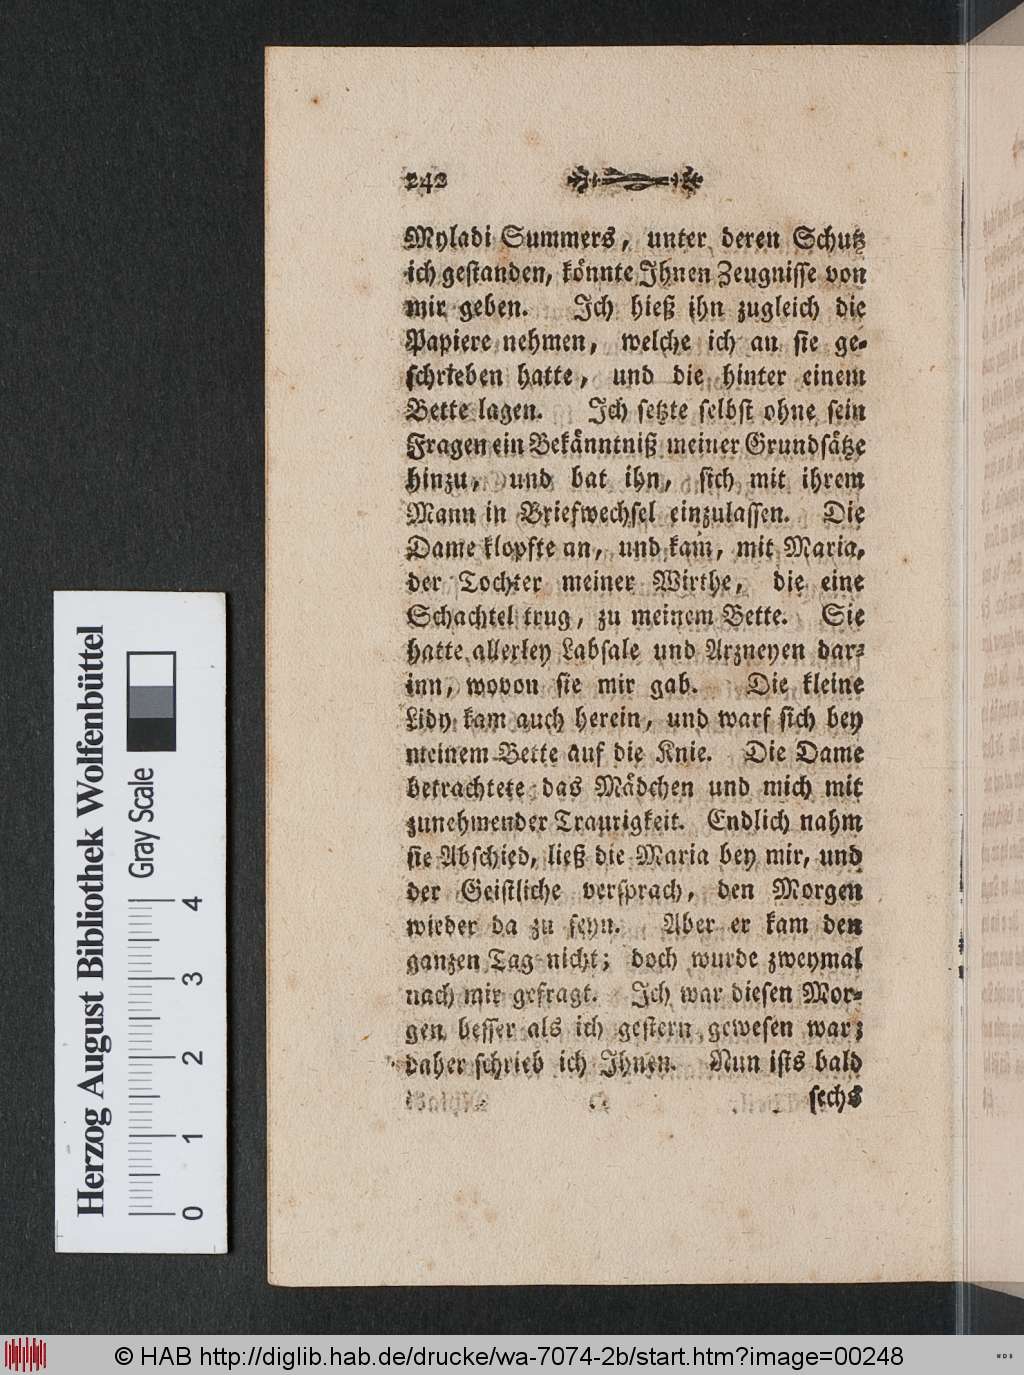 242
Myladi Summers, unter deren Schutz
ich gestanden, könnte Ihnen Zeugnisse von
mir geben. Ich hieß ihn zugleich die
Papiere nehmen, welche ich an sie ge-
schrieben hatte, und die hinter einem
Bette lagen. Ich setzte selbst ohne sein
Fragen ein Bekänntniß meiner Grundsätze
hinzu, und bat ihn, sich mit ihrem
Mann in Briefwechsel einzulassen. Die
Dame klopfte an, und kam, mit Maria,
der Tochter meiner Wirthe, die eine
Schachtel trug, zu meinem Bette. Sie
hatte allerley Labsale und Arzneyen dar-
inn, wovon sie mir gab. Die kleine
Lidy kam auch herein, und warf sich bey
meinem Bette auf die Knie. Die Dame
betrachtete das Mädchen und mich mit
zunehmender Traurigkeit. Endlich nahm
sie Abschied, ließ die Maria bey mir, und
der Geistliche versprach, den Morgen
wieder da zu seyn. Aber er kam den
ganzen Tag nicht; doch wurde zweymal
nach mir gefragt. Ich war diesen Mor-
gen besser als ich gestern gewesen war;
daher schrieb ich Ihnen. Nun ists bald
sechs
Herzog August Bibliothek Wolfenbüttel
Gray Scale
0 1 2 3 4
© HAB http://diglib.hab.de/drucke/wa-7074-2b/start.htm?image=00248